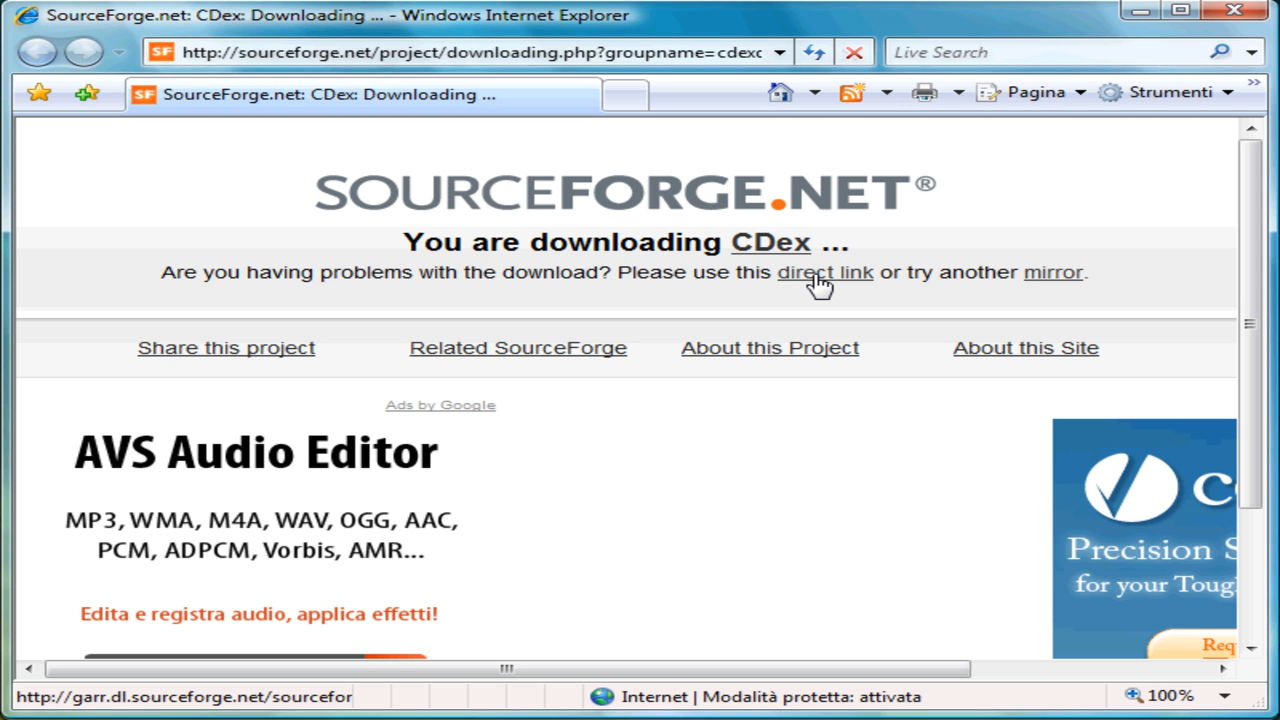 SourceForge.net: CDex: Downloading ... - Windows Internet Explorer
http://sourceforge.net/project/downloading.php?groupname=cdexc
Live Search
SourceForge.net: CDex: Downloading ...
Pagina
Strumenti
SOURCEFORGE.NET®
You are downloading CDex ...
Are you having problems with the download? Please use this direct link or try another mirror.
Share this project
Related SourceForge
About this Project
About this Site
Ads by Google
AVS Audio Editor
MP3, WMA, M4A, WAV, OGG, AAC,
PCM, ADPCM, Vorbis, AMR...
Edita e registra audio, applica effetti!
Precision S
for your Toug
Req
http://garr.dl.sourceforge.net/sourcefor
Internet | Modalità protetta: attivata
100%